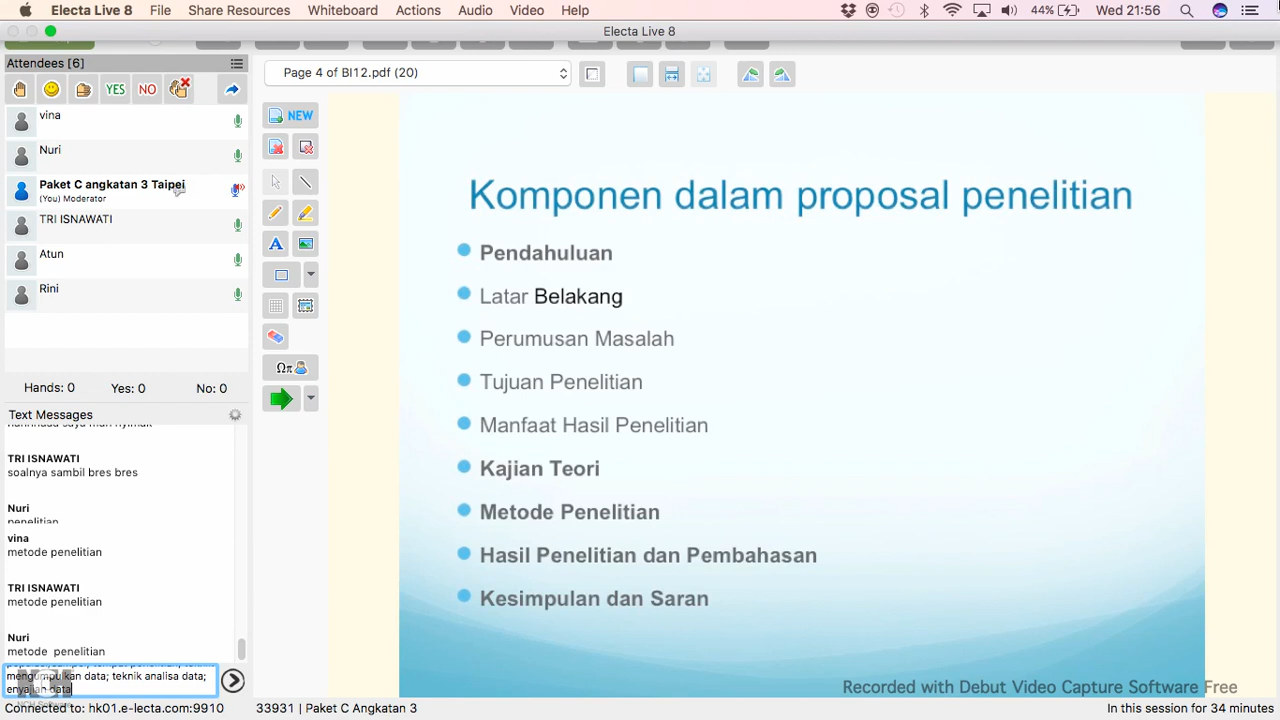 Electa Live 8 File Share Resources Whiteboard Actions Audio Video Help 44% Wed 21:56
Electa Live 8
Attendees [6]
YES NO
vina
Nuri
Paket C angkatan 3 Taipei
(You) Moderator
TRI ISNAWATI
Atun
Rini
Hands: 0 Yes: 0 No: 0
Text Messages
TRI ISNAWATI
soalnya sambil bres bres
Nuri
penelitian
vina
metode penelitian
TRI ISNAWATI
metode penelitian
Nuri
metode penelitian
mengumpulkan data; teknik analisa data;
enyajian data
Connected to: hk01.e-lecta.com:9910 33931 | Paket C Angkatan 3 In this session for 34 minutes
Page 4 of BI12.pdf (20)
NEW
A
Ωπ
Komponen dalam proposal penelitian
Pendahuluan
Latar Belakang
Perumusan Masalah
Tujuan Penelitian
Manfaat Hasil Penelitian
Kajian Teori
Metode Penelitian
Hasil Penelitian dan Pembahasan
Kesimpulan dan Saran
Recorded with Debut Video Capture Software Free